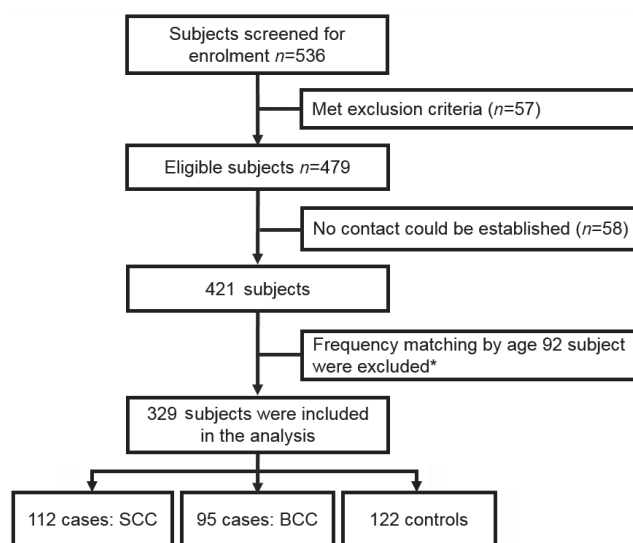 Subjects screened for
enrolment n=536
Met exclusion criteria (n=57)
Eligible subjects n=479
No contact could be established (n=58)
421 subjects
Frequency matching by age 92 subject
were excluded*
329 subjects were included
in the analysis
112 cases: SCC
95 cases: BCC
122 controls